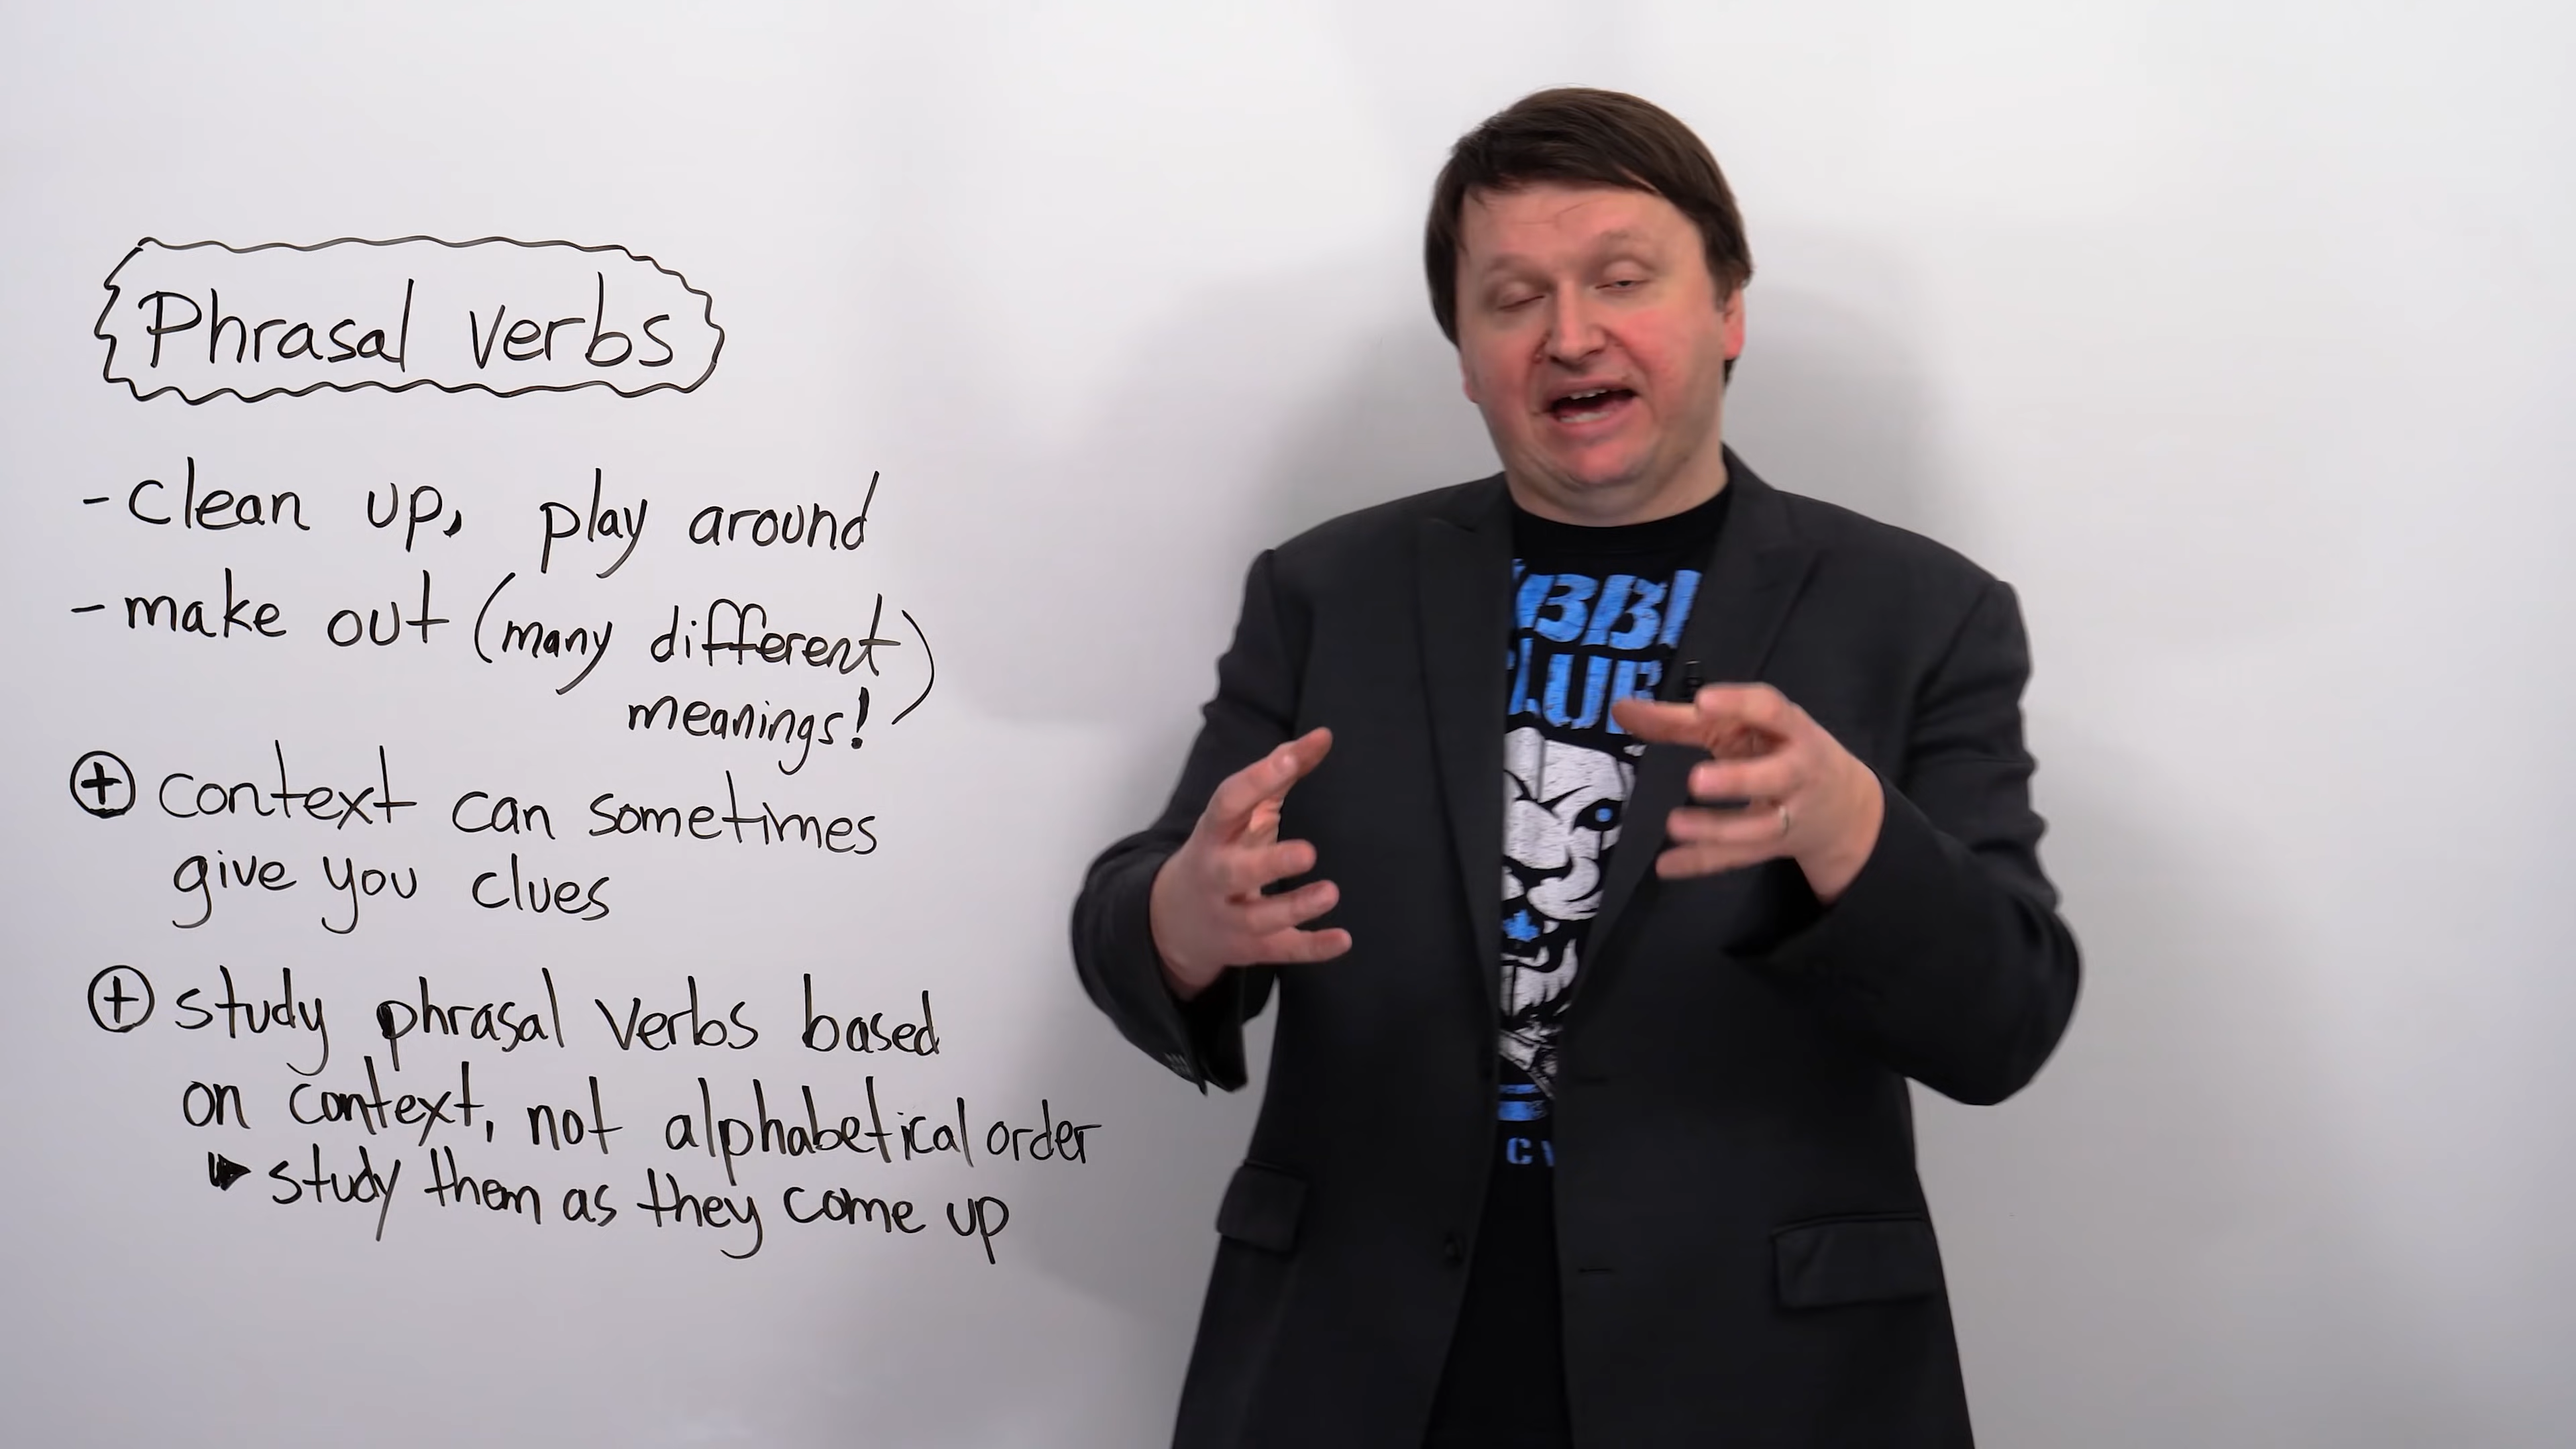 Phrasal verbs
- clean up, play around
- make out (many different
meanings!)
+ context can sometimes
give you clues
+ study phrasal verbs based
on context, not alphabetical order
study them as they come up